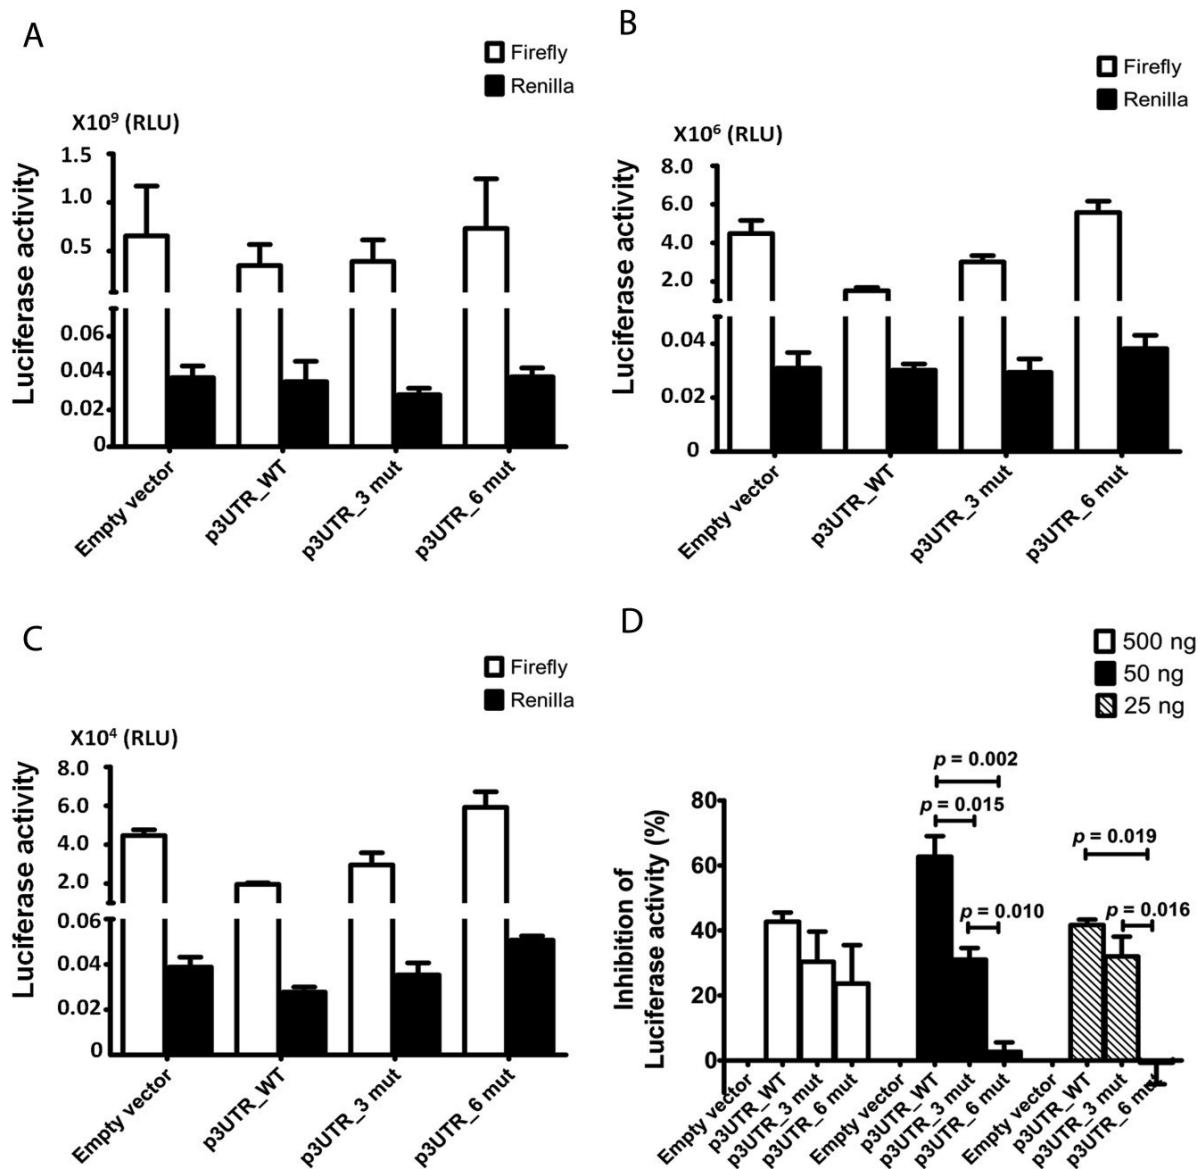 A
Firefly
Renilla
X10⁹ (RLU)
Luciferase activity
1.5
1.0
0.5
0.06
0.04
0.02
0
Empty vector
p3UTR_WT
p3UTR_3 mut
p3UTR_6 mut
B
Firefly
Renilla
X10⁶ (RLU)
Luciferase activity
8.0
6.0
4.0
2.0
0.04
0.02
0
Empty vector
p3UTR_WT
p3UTR_3 mut
p3UTR_6 mut
C
Firefly
Renilla
X10⁴ (RLU)
Luciferase activity
8.0
6.0
4.0
2.0
0.06
0.04
0.02
0
Empty vector
p3UTR_WT
p3UTR_3 mut
p3UTR_6 mut
D
500 ng
50 ng
25 ng
Inhibition of
Luciferase activity (%)
80
60
40
20
0
p = 0.002
p = 0.015
p = 0.010
p = 0.019
p = 0.016
Empty vector
p3UTR_WT
p3UTR_3 mut
p3UTR_6 mut
Empty vector
p3UTR_WT
p3UTR_3 mut
p3UTR_6 mut
Empty vector
p3UTR_WT
p3UTR_3 mut
p3UTR_6 mut